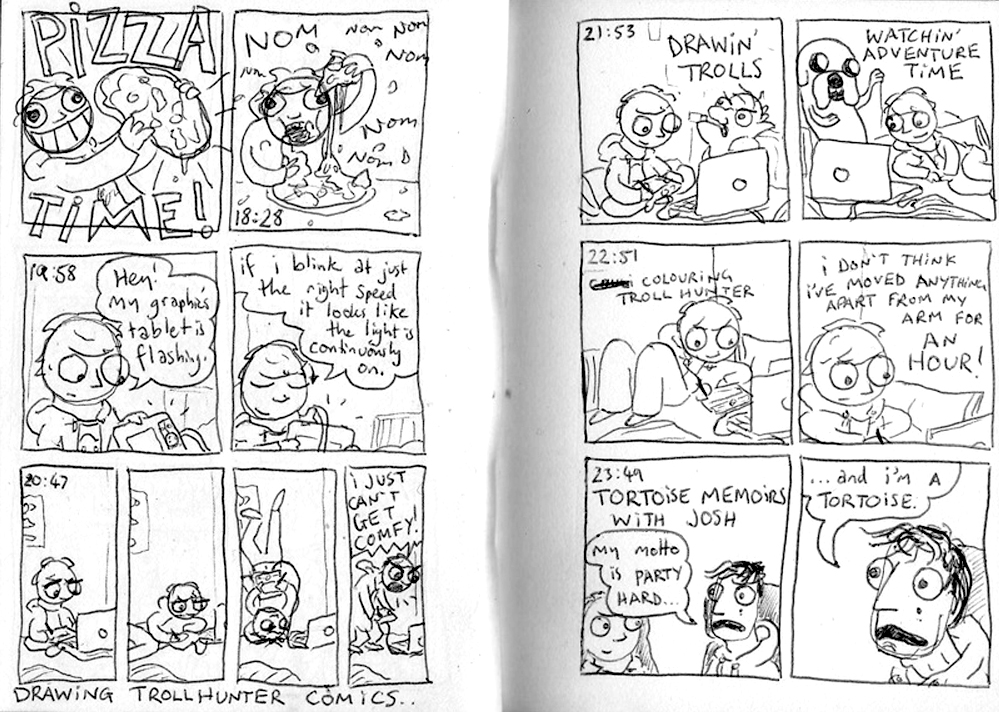 PIZZA
TIME!
NOM
NOM NOM
NOM
NOM
NOM
NOM
18:28
19:58
Hey!
my graphics
tablet is
flashing.
if i blink at just
the right speed
it looks like
the light is
continuously
on.
20:47
i JUST
CAN'T
GET
COMFY!
DRAWING TROLLHUNTER COMICS..
21:53
DRAWIN'
TROLLS
WATCHIN'
ADVENTURE
TIME
22:51
COLOURING
TROLL HUNTER
i DON'T THINK
i'VE MOVED ANYTHING
APART FROM MY
ARM FOR
AN
HOUR!
23:49
TORTOISE MEMOIRS
WITH JOSH
my motto
is PARTY
HARD...
...and i'm A
TORTOISE.